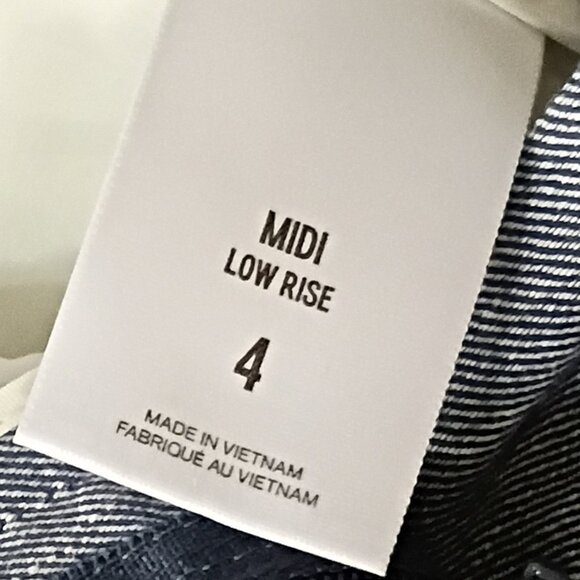 MIDI
LOW RISE
4
MADE IN VIETNAM
FABRIQUÉ AU VIETNAM